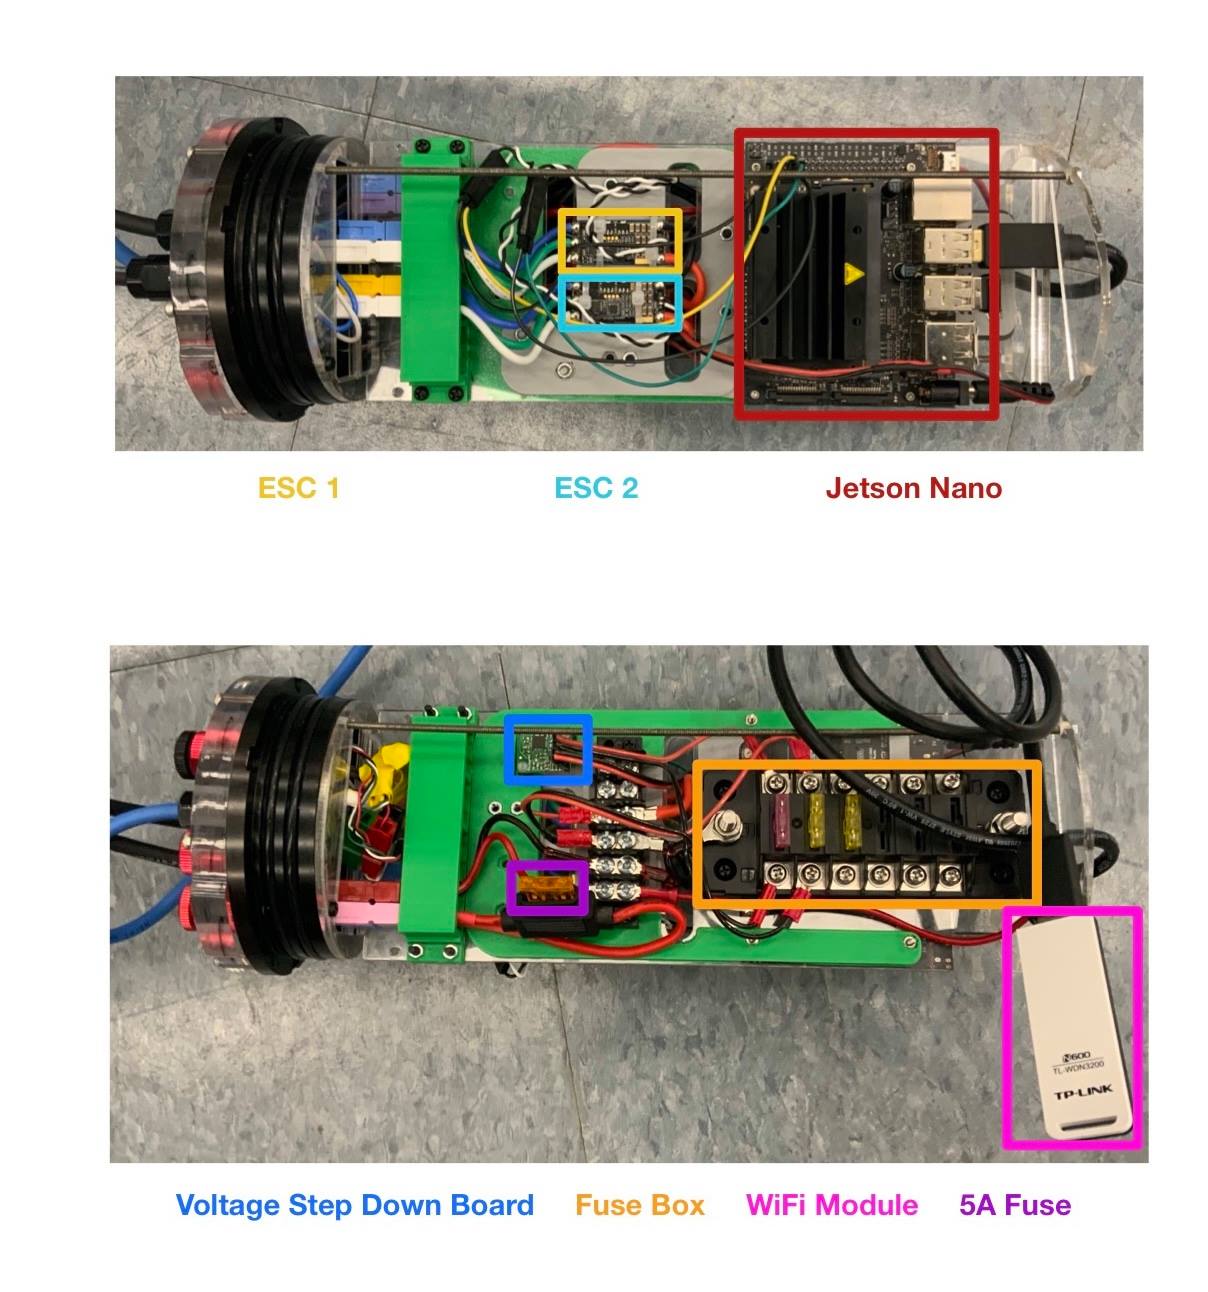 ESC 1 ESC 2 Jetson Nano
N600
TL-WDN3200
TP-LINK
Voltage Step Down Board Fuse Box WiFi Module 5A Fuse